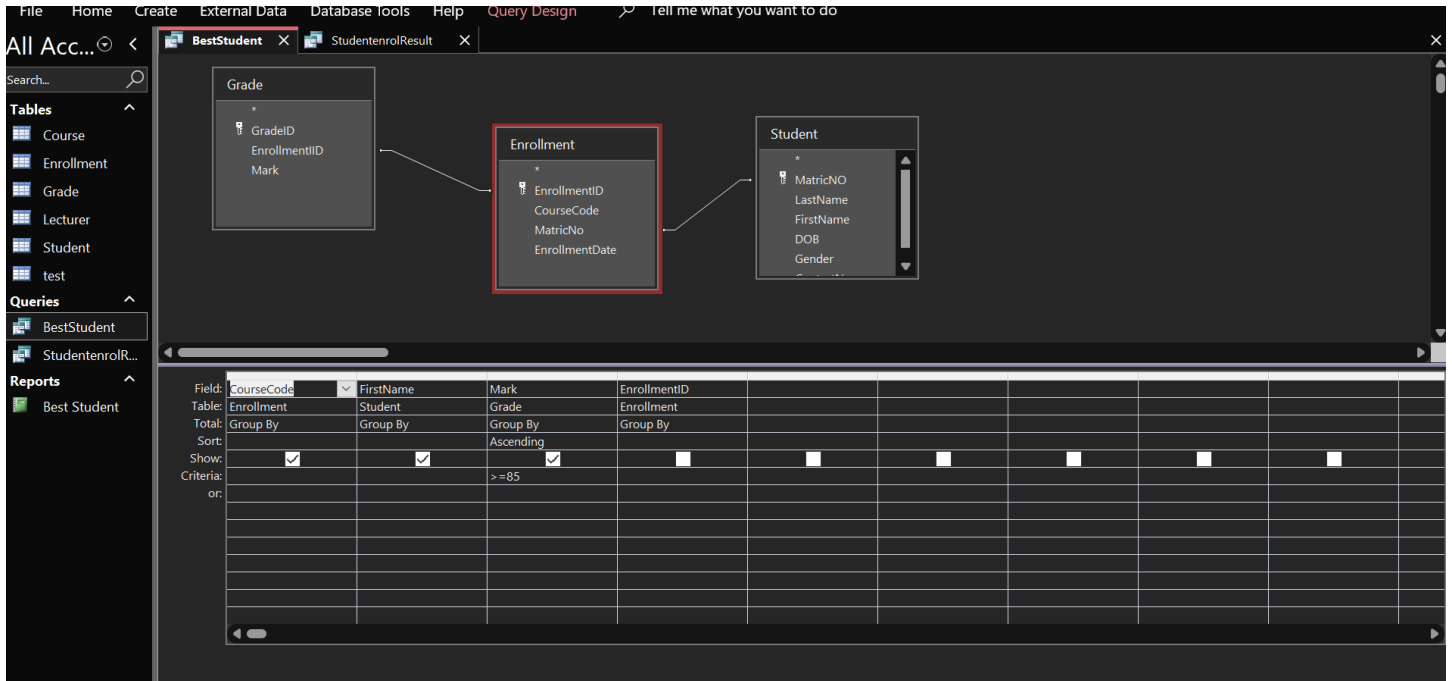 File Home Create External Data Database Tools Help Query Design Tell me what you want to do
All Acc...
BestStudent
StudentenrolResult
Search...
Tables
Course
Enrollment
Grade
Lecturer
Student
test
Queries
BestStudent
StudentenrolR...
Reports
Best Student
Grade
*
GradeID
EnrollmentIID
Mark
Enrollment
*
EnrollmentID
CourseCode
MatricNo
EnrollmentDate
Student
*
MatricNO
LastName
FirstName
DOB
Gender
Field: CourseCode FirstName Mark EnrollmentID
Table: Enrollment Student Grade Enrollment
Total: Group By Group By Group By Group By
Sort: Ascending
Show:
Criteria: >=85
or: